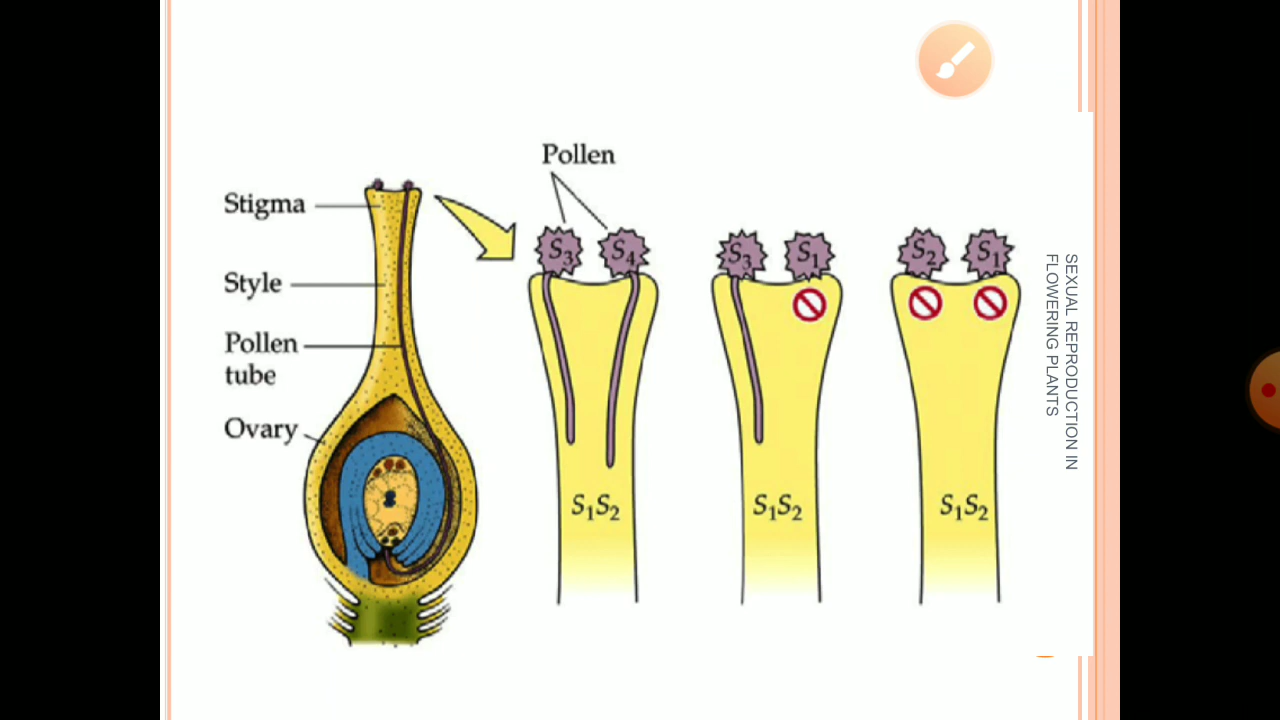 Pollen
Stigma
Style
Pollen
tube
Ovary
S3 S4 S3 S1 S2 S1
S1S2 S1S2 S1S2
SEXUAL REPRODUCTION IN
FLOWERING PLANTS